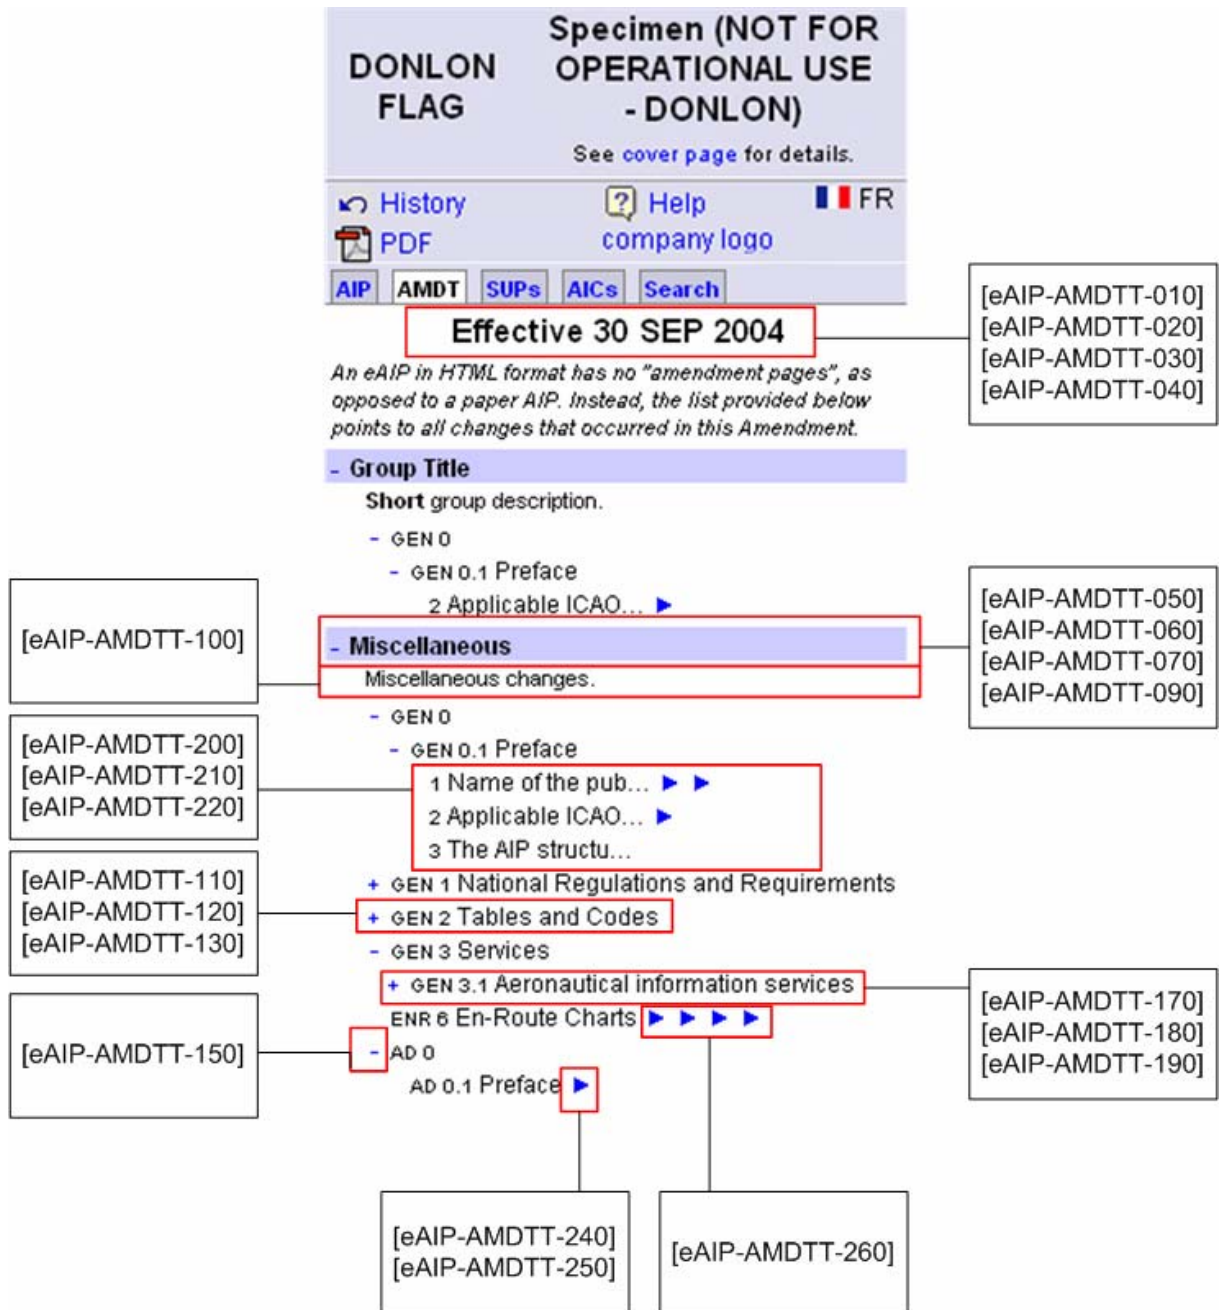 DONLON
FLAG
Specimen (NOT FOR
OPERATIONAL USE
- DONLON)
See cover page for details.
History
Help
FR
PDF
company logo
AIP AMDT SUPs AICs Search
Effective 30 SEP 2004
[eAIP-AMDTT-010]
[eAIP-AMDTT-020]
[eAIP-AMDTT-030]
[eAIP-AMDTT-040]
An eAIP in HTML format has no "amendment pages", as
opposed to a paper AIP. Instead, the list provided below
points to all changes that occurred in this Amendment.
- Group Title
Short group description.
- GEN 0
- GEN 0.1 Preface
2 Applicable ICAO... ▶
- Miscellaneous
[eAIP-AMDTT-050]
[eAIP-AMDTT-060]
[eAIP-AMDTT-070]
[eAIP-AMDTT-090]
[eAIP-AMDTT-100]
Miscellaneous changes.
- GEN 0
- GEN 0.1 Preface
[eAIP-AMDTT-200]
[eAIP-AMDTT-210]
[eAIP-AMDTT-220]
1 Name of the pub... ▶ ▶
2 Applicable ICAO... ▶
3 The AIP structu...
+ GEN 1 National Regulations and Requirements
[eAIP-AMDTT-110]
[eAIP-AMDTT-120]
[eAIP-AMDTT-130]
+ GEN 2 Tables and Codes
- GEN 3 Services
+ GEN 3.1 Aeronautical information services
[eAIP-AMDTT-170]
[eAIP-AMDTT-180]
[eAIP-AMDTT-190]
ENR 6 En-Route Charts ▶ ▶ ▶ ▶
[eAIP-AMDTT-150]
- AD 0
AD 0.1 Preface ▶
[eAIP-AMDTT-240]
[eAIP-AMDTT-250]
[eAIP-AMDTT-260]